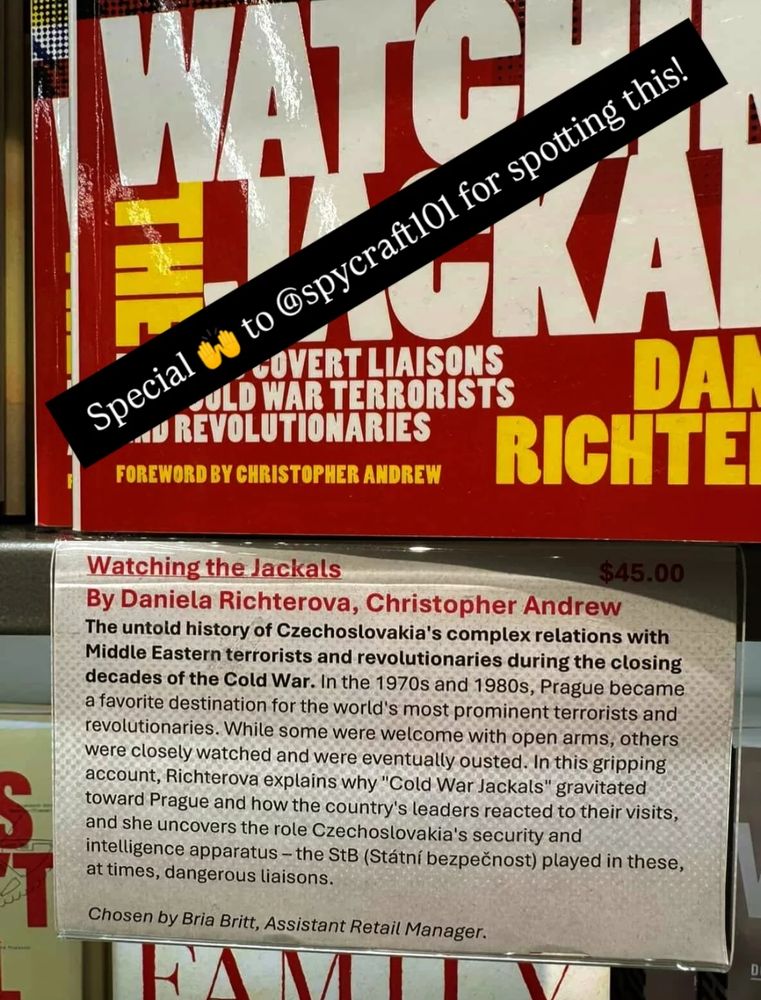 WATCHIN
THE
JACKA
Special 🙌 to @spycraft101 for spotting this!
COVERT LIAISONS
COLD WAR TERRORISTS
AND REVOLUTIONARIES
FOREWORD BY CHRISTOPHER ANDREW
DAN
RICHTE
Watching the Jackals $45.00
By Daniela Richterova, Christopher Andrew
The untold history of Czechoslovakia's complex relations with
Middle Eastern terrorists and revolutionaries during the closing
decades of the Cold War. In the 1970s and 1980s, Prague became
a favorite destination for the world's most prominent terrorists and
revolutionaries. While some were welcome with open arms, others
were closely watched and were eventually ousted. In this gripping
account, Richterova explains why "Cold War Jackals" gravitated
toward Prague and how the country's leaders reacted to their visits,
and she uncovers the role Czechoslovakia's security and
intelligence apparatus – the StB (Státní bezpečnost) played in these,
at times, dangerous liaisons.
Chosen by Bria Britt, Assistant Retail Manager.
FAMILY